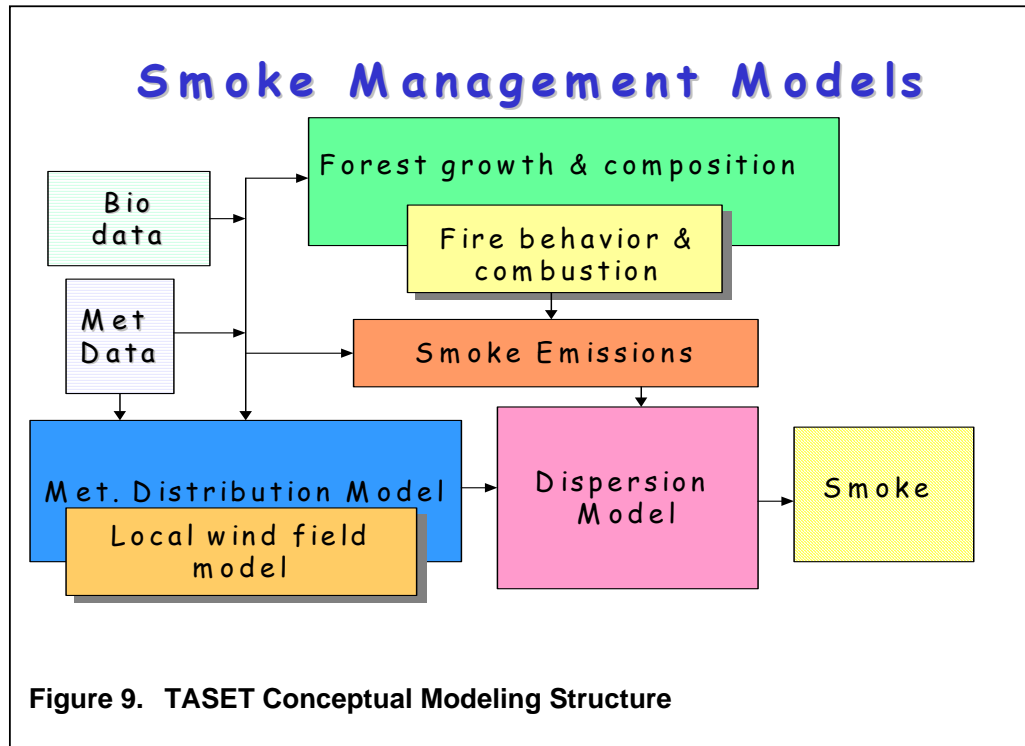 Smoke Management Models
Forest growth & composition
Bio
data
Fire behavior &
combustion
Met
Data
Smoke Emissions
Met. Distribution Model
Dispersion
Model
Smoke
Local wind field
model
Figure 9. TASET Conceptual Modeling Structure